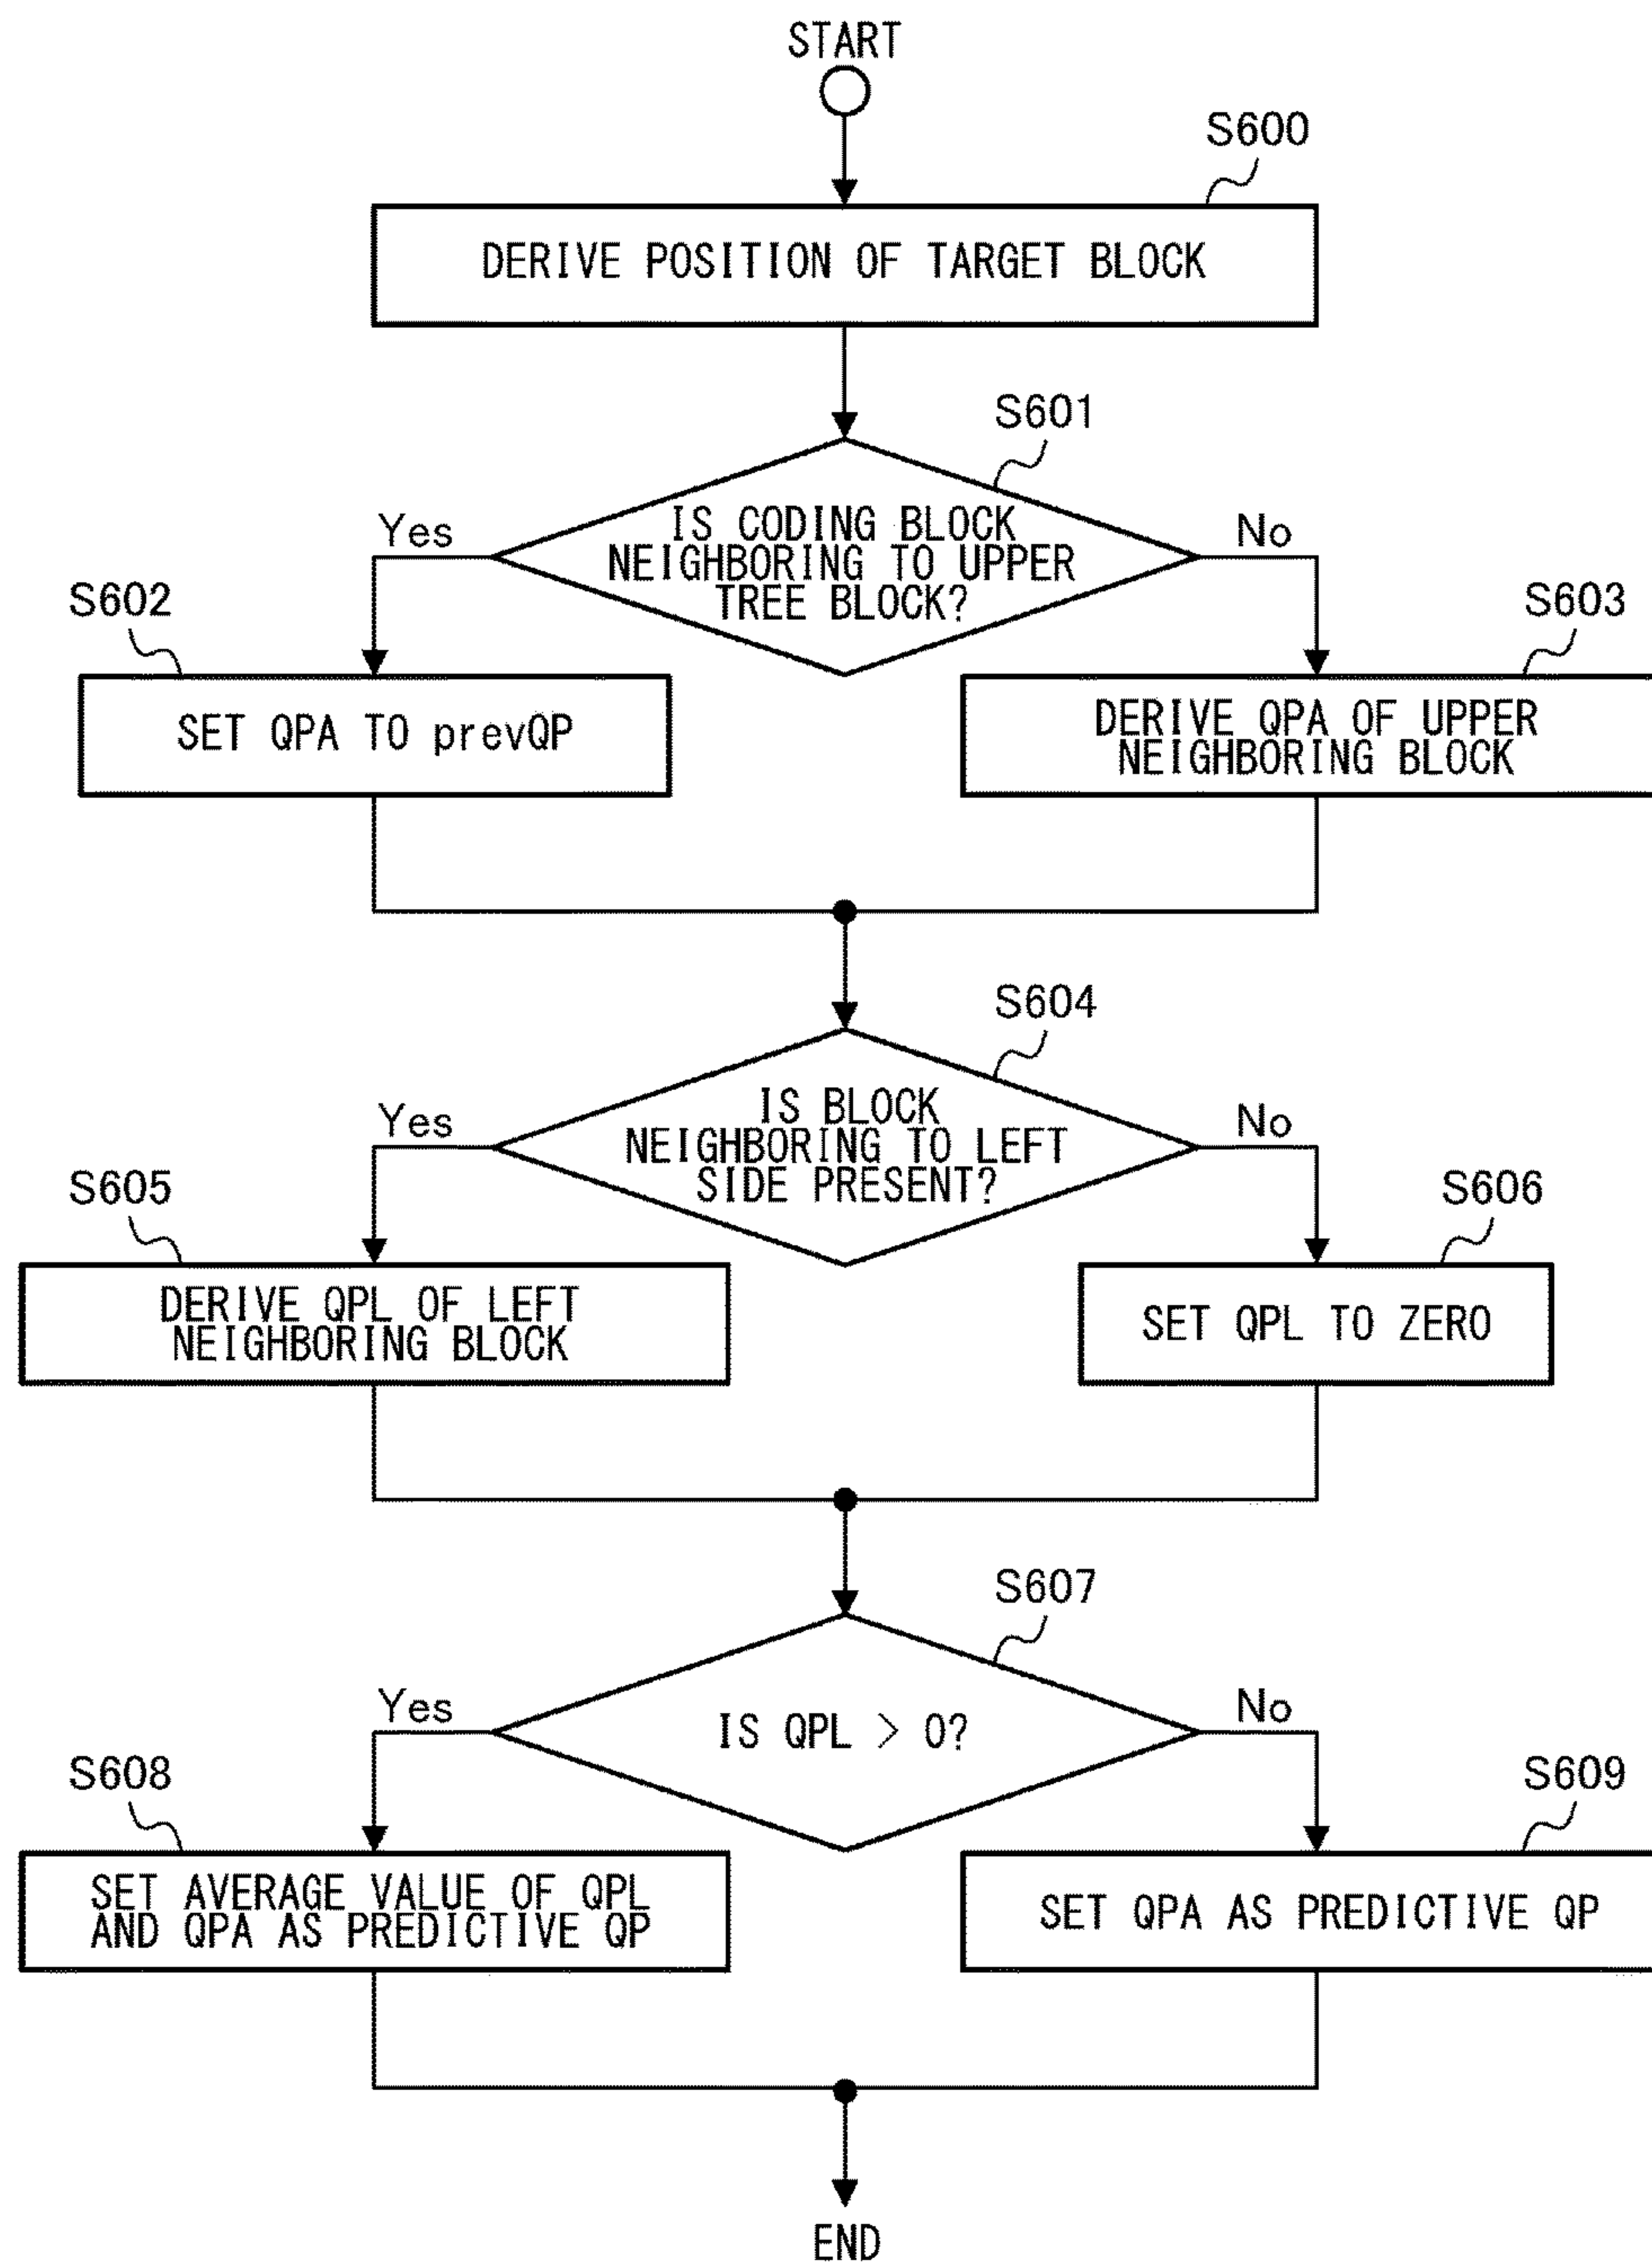 START
S600
DERIVE POSITION OF TARGET BLOCK
S601
IS CODING BLOCK
NEIGHBORING TO UPPER
TREE BLOCK?
Yes
No
S602
S603
SET QPA TO prevQP
DERIVE QPA OF UPPER
NEIGHBORING BLOCK
S604
IS BLOCK
NEIGHBORING TO LEFT
SIDE PRESENT?
Yes
No
S605
S606
DERIVE QPL OF LEFT
NEIGHBORING BLOCK
SET QPL TO ZERO
S607
Yes
IS QPL > 0?
No
S608
S609
SET AVERAGE VALUE OF QPL
AND QPA AS PREDICTIVE QP
SET QPA AS PREDICTIVE QP
END